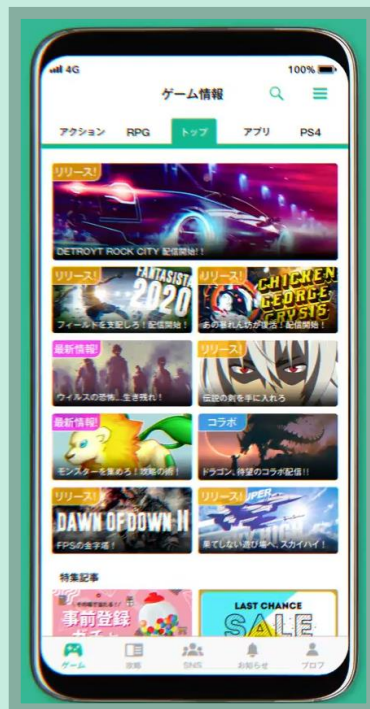 4G
100%
ゲーム情報
アクション
RPG
トップ
アプリ
PS4
リリース!
DETROYT ROCK CITY 配信開始!!
リリース!
FANTASISTA
2020
フィールドを支配しろ!配信開始!
リリース!
CHICKEN
GEORGE
CRYSIS
あの暴れん坊が復活!配信開始!
最新情報!
ウィルスの恐怖...生き残れ!
リリース!
伝説の剣を手に入れろ
最新情報!
モンスターを集めろ!攻略の術!
コラボ
ドラゴン、待望のコラボ配信!!
リリース!
DAWN OF DOWN II
FPSの金字塔!
リリース!
SUPER
果てしない遊び場へ、スカイハイ!
特集記事
事前登録
LAST CHANCE
SALE
ゲーム
攻略
SNS
お知らせ
プロフ